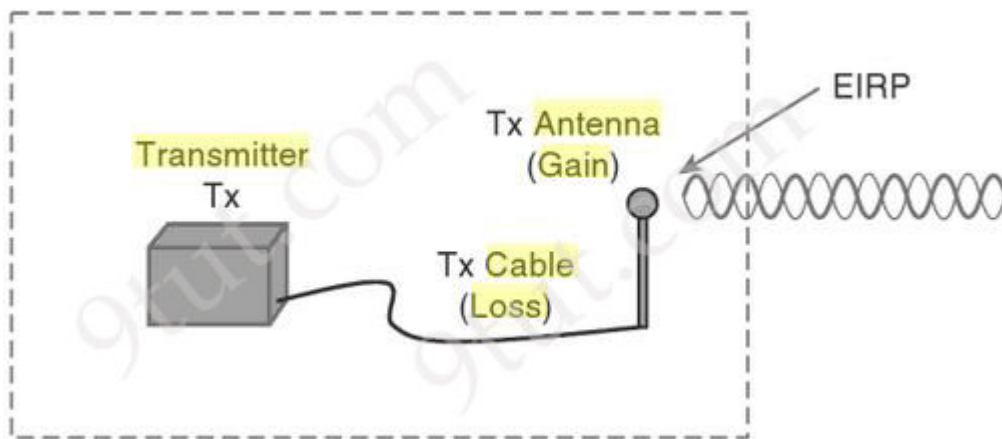 Transmitter
Tx
Tx Antenna
(Gain)
EIRP
Tx Cable
(Loss)
9tut.com
9tut.com